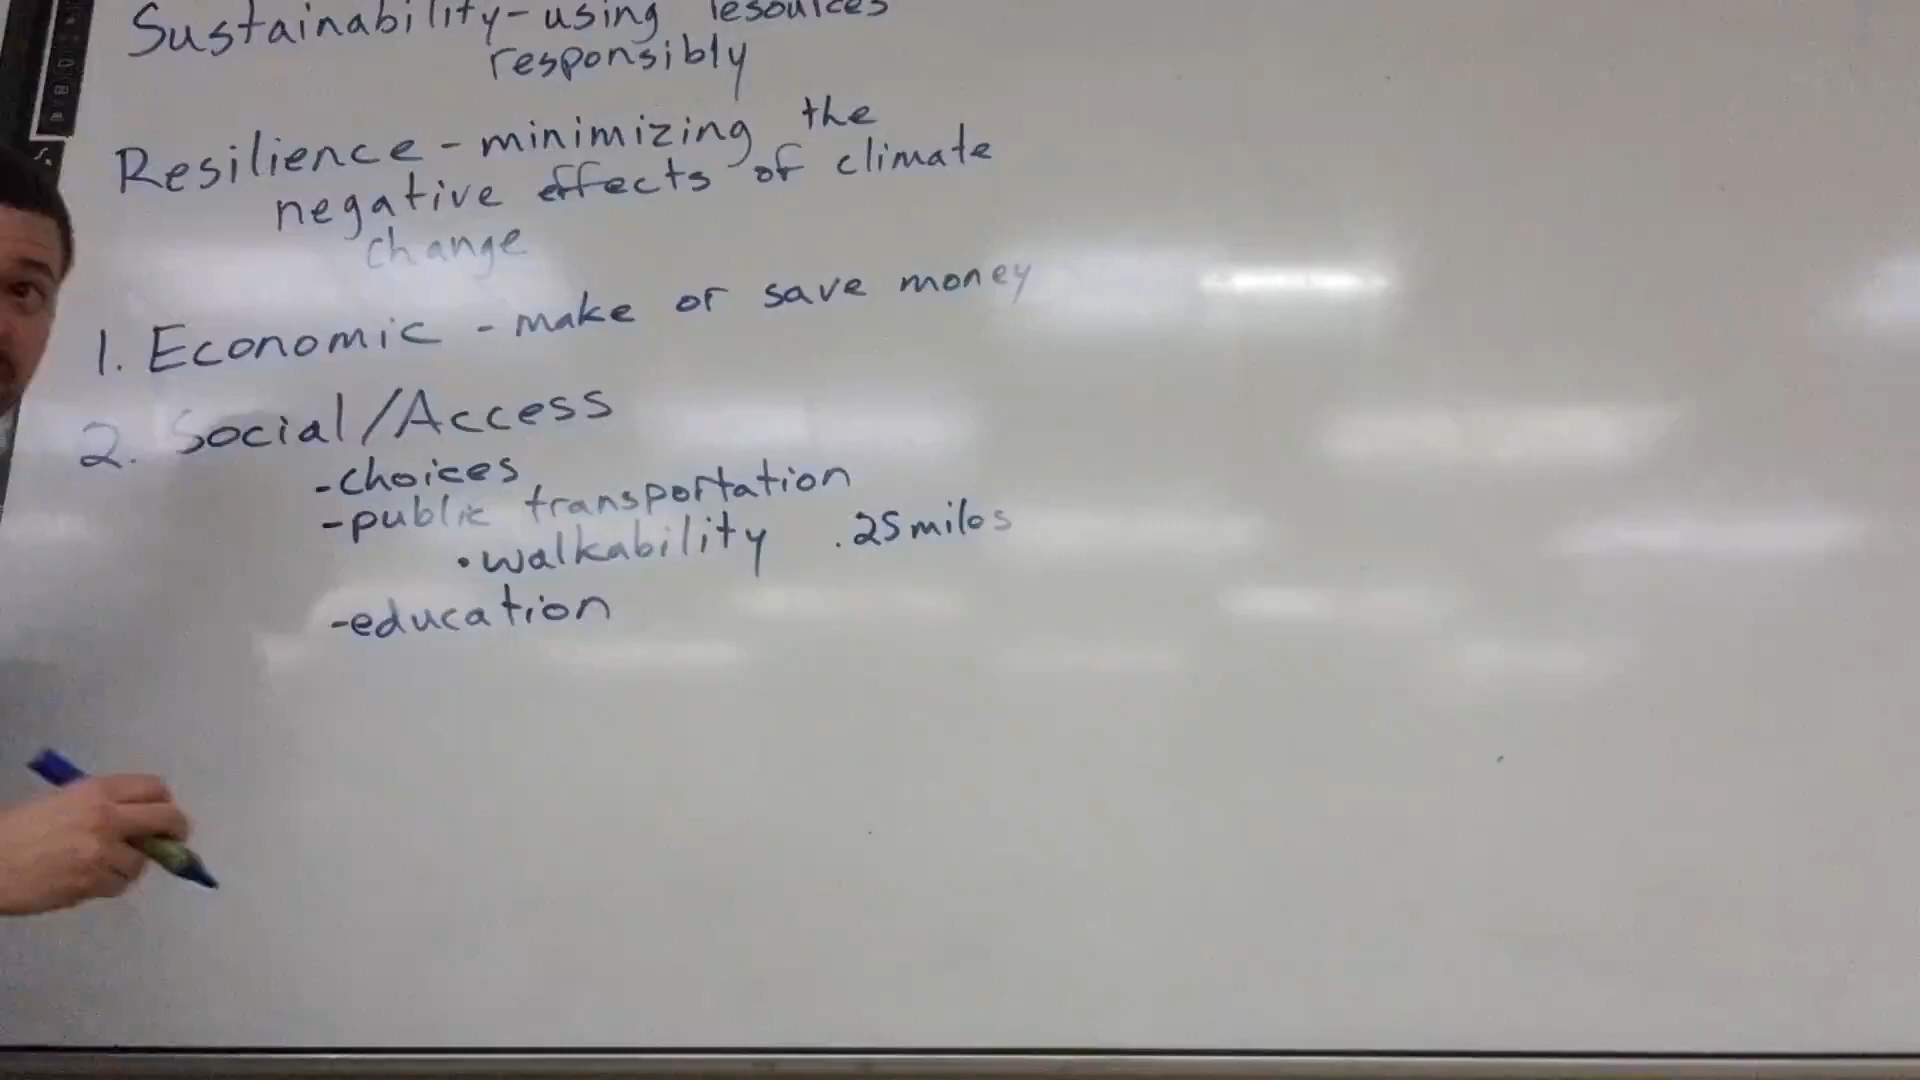 Sustainability - using resources
responsibly
Resilience - minimizing the
negative effects of climate
change
1. Economic - make or save money
2. Social/Access
- choices
- public transportation
• walkability .25 miles
- education